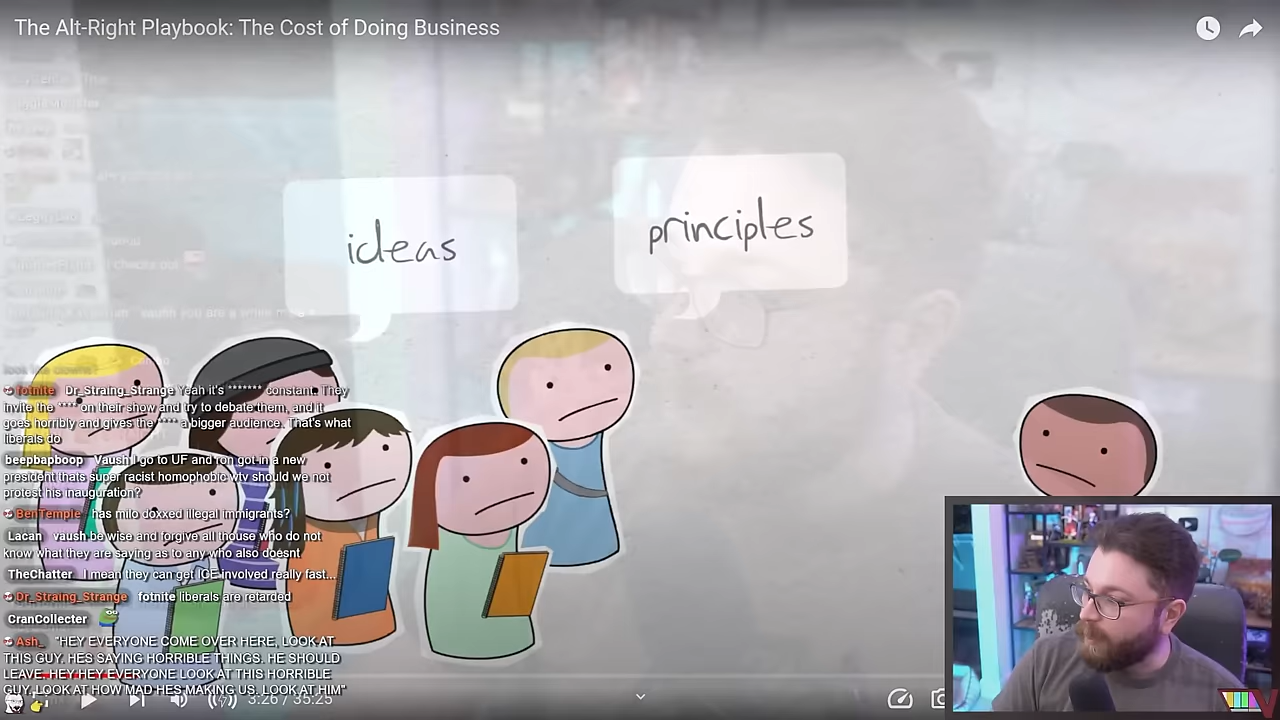 The Alt-Right Playbook: The Cost of Doing Business
ideas
principles
fotnite Dr_Straing_Strange Yeah it's ******* constant. They
invite the **** on their show and try to debate them, and it
goes horribly and gives the **** a bigger audience. That's what
liberals do
beepbapboop Vaush I go to UF and ron got in a new
president thats super racist homophobic wtv should we not
protest his inauguration?
BenTemple has milo doxxed illegal immigrants?
Lacan vaush be wise and forgive all thouse who do not
know what they are saying as to any who also doesnt
TheChatter I mean they can get ICE involved really fast...
Dr_Straing_Strange fotnite liberals are retarded
CranCollecter
Ash_ "HEY EVERYONE COME OVER HERE, LOOK AT
THIS GUY. HES SAYING HORRIBLE THINGS. HE SHOULD
LEAVE. HEY HEY EVERYONE LOOK AT THIS HORRIBLE
GUY. LOOK AT HOW MAD HES MAKING US. LOOK AT HIM"
3:26 / 35:25